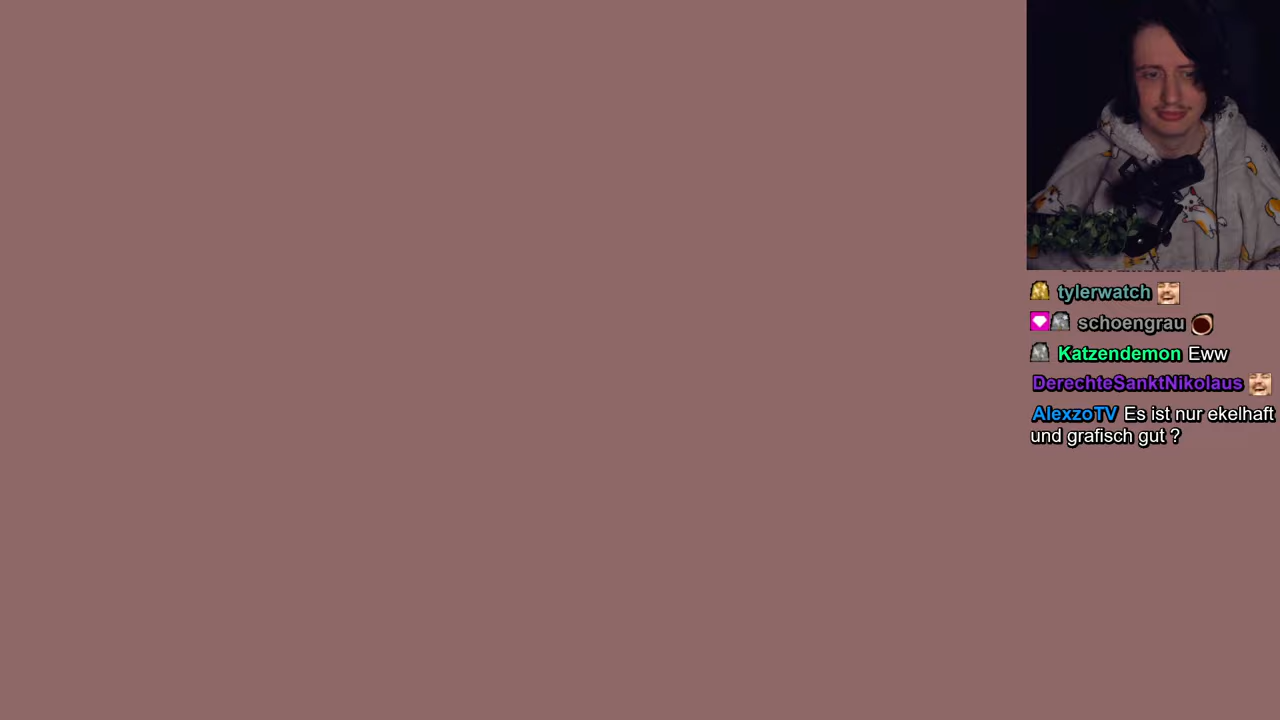 tylerwatch
schoengrau
Katzendemon Eww
DerechteSanktNikolaus
AlexzoTV Es ist nur ekelhaft
und grafisch gut ?